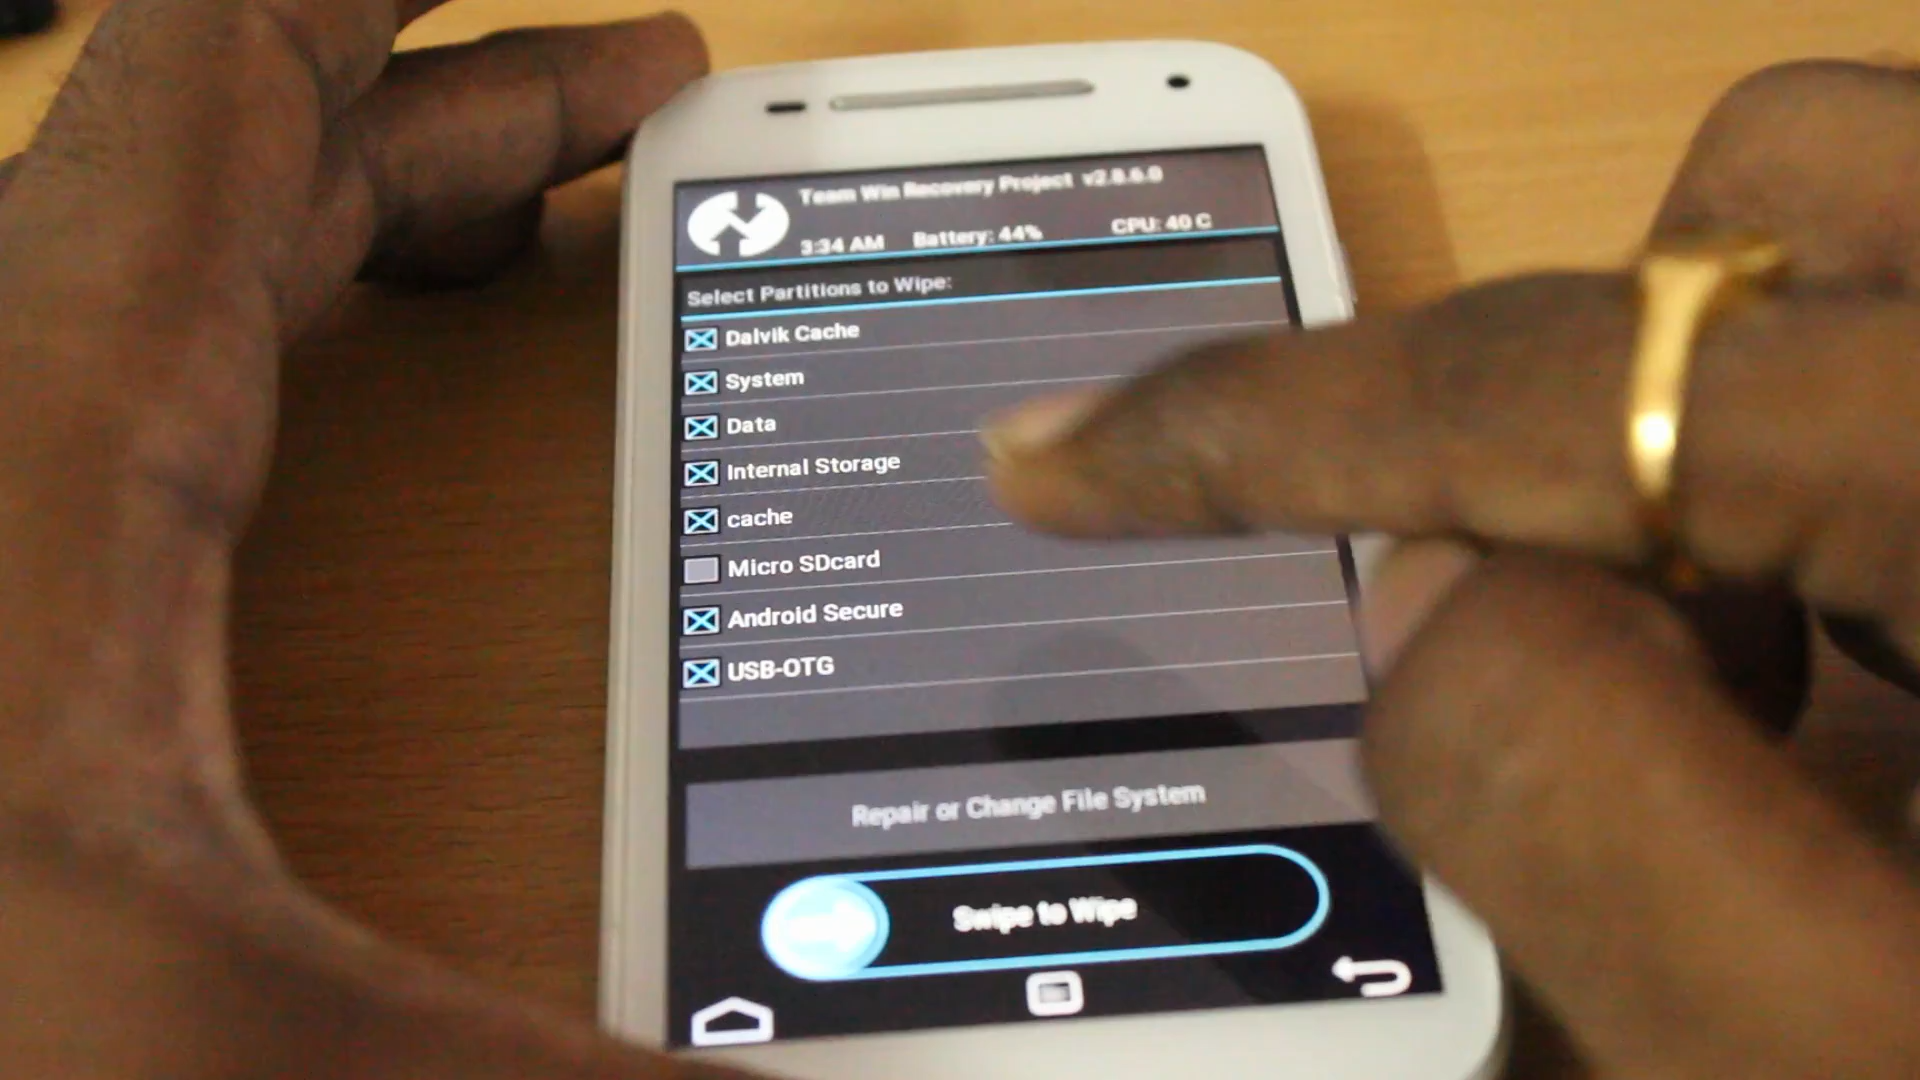 Team Win Recovery Project v2.8.6.0
3:34 AM Battery: 44% CPU: 40 C
Select Partitions to Wipe:
Dalvik Cache
System
Data
Internal Storage
cache
Micro SDcard
Android Secure
USB-OTG
Repair or Change File System
Swipe to Wipe